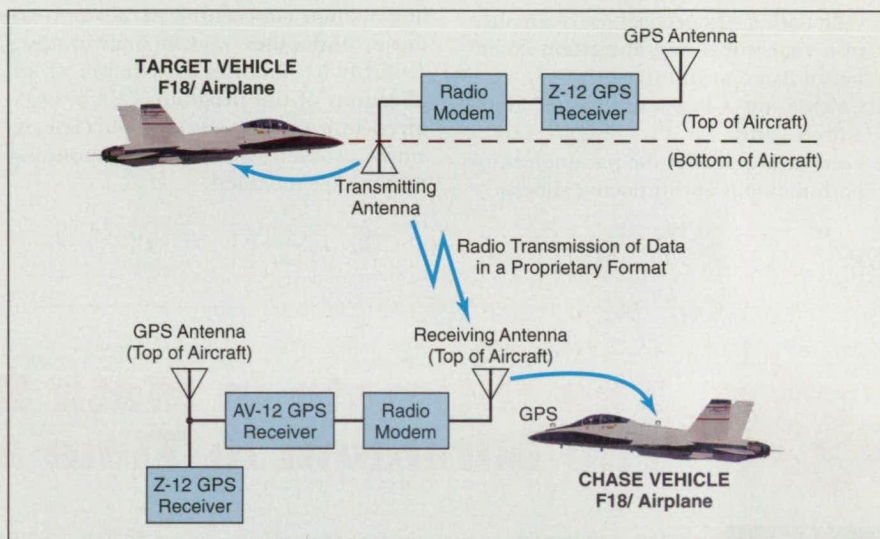 GPS Antenna
TARGET VEHICLE
F18/ Airplane
Radio
Modem
Z-12 GPS
Receiver
(Top of Aircraft)
(Bottom of Aircraft)
Transmitting
Antenna
Radio Transmission of Data
in a Proprietary Format
GPS Antenna
(Top of Aircraft)
Receiving Antenna
(Top of Aircraft)
AV-12 GPS
Receiver
Radio
Modem
GPS
Z-12 GPS
Receiver
CHASE VEHICLE
F18/ Airplane